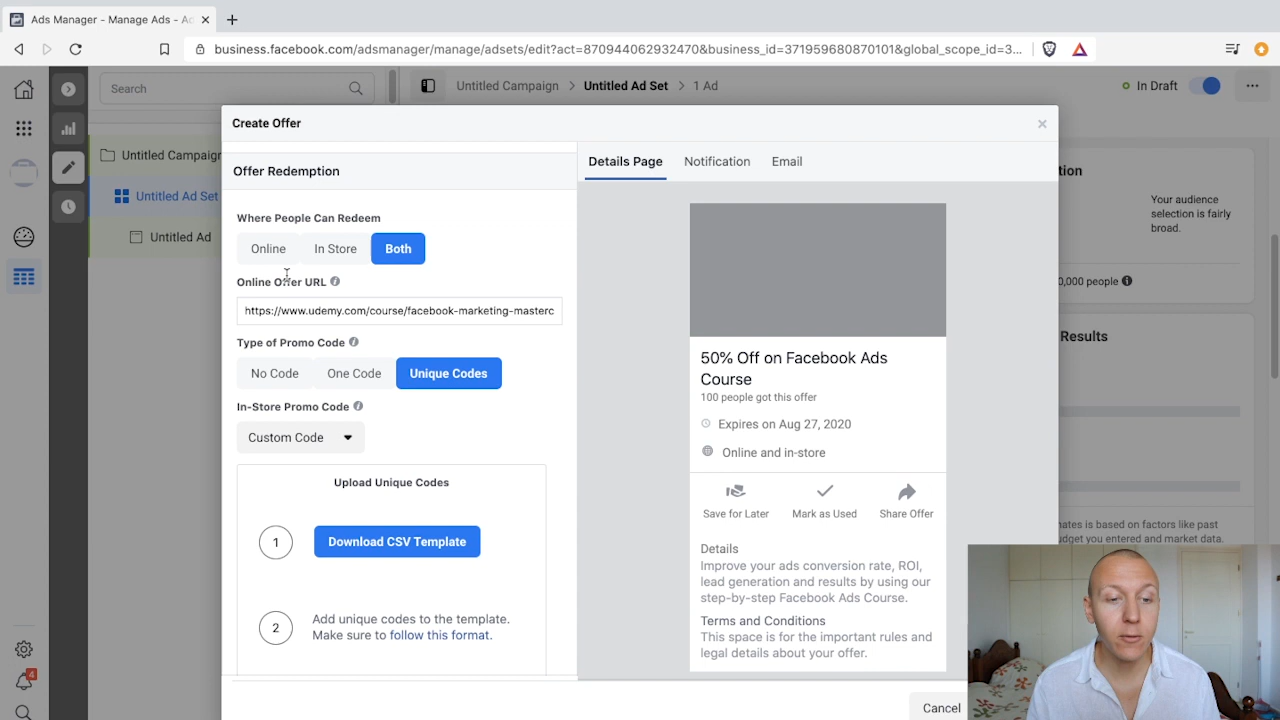 Ads Manager - Manage Ads - Ac
business.facebook.com/adsmanager/manage/adsets/edit?act=870944062932470&business_id=371959680870101&global_scope_id=3...
Search
Untitled Campaign > Untitled Ad Set > 1 Ad
In Draft
Untitled Campaign
Untitled Ad Set
Untitled Ad
4
Create Offer
Offer Redemption
Where People Can Redeem
Online
In Store
Both
Online Offer URL
https://www.udemy.com/course/facebook-marketing-masterc
Type of Promo Code
No Code
One Code
Unique Codes
In-Store Promo Code
Custom Code
Upload Unique Codes
1
Download CSV Template
2
Add unique codes to the template.
Make sure to follow this format.
Details Page
Notification
Email
50% Off on Facebook Ads
Course
100 people got this offer
Expires on Aug 27, 2020
Online and in-store
Save for Later
Mark as Used
Share Offer
Details
Improve your ads conversion rate, ROI,
lead generation and results by using our
step-by-step Facebook Ads Course.
Terms and Conditions
This space is for the important rules and
legal details about your offer.
Cancel
tion
Your audience
selection is fairly
broad.
0,000 people
Results
nates is based on factors like past
udget you entered and market data.